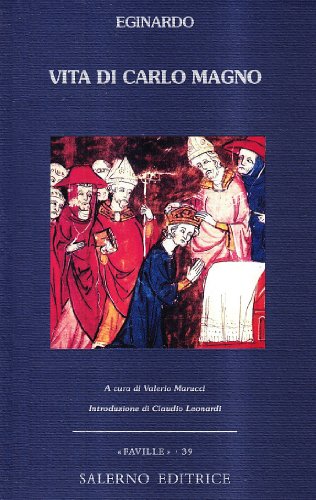 EGINARDO
VITA DI CARLO MAGNO
A cura di Valerio Marucci
Introduzione di Claudio Leonardi
«FAVILLE» · 39
SALERNO EDITRICE